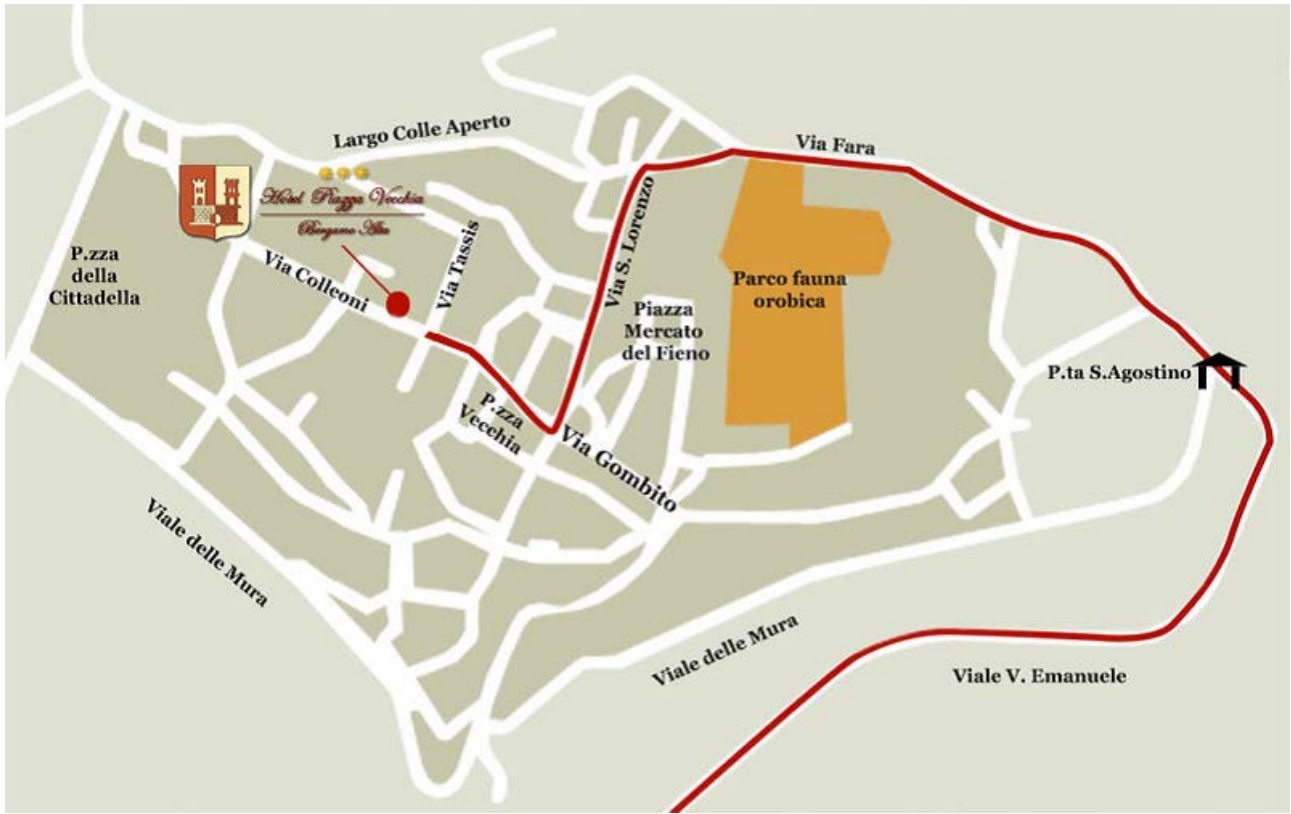 Largo Colle Aperto
Via Fara
Hotel Piazza Vecchia
Bergamo Alta
P.zza
della
Cittadella
Via Colleoni
Via Tassis
Via S. Lorenzo
Piazza
Mercato
del Fieno
Parco fauna
orobica
P.ta S.Agostino
P.zza
Vecchia
Via Gombito
Viale delle Mura
Viale delle Mura
Viale V. Emanuele